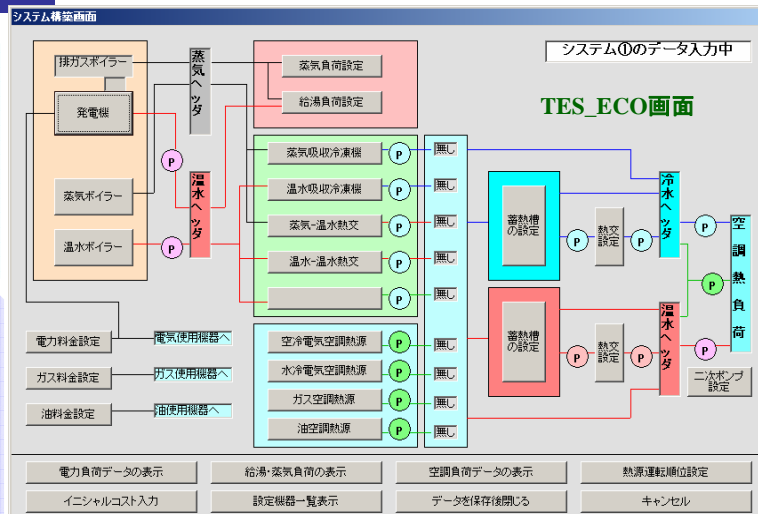 システム構築画面
システム①のデータ入力中
TES_ECO画面
排ガスボイラー
発電機
蒸気ボイラー
温水ボイラー
蒸気ヘッダ
温水ヘッダ
P
P
蒸気負荷設定
給湯負荷設定
蒸気吸収冷凍機
P
無し
温水吸収冷凍機
P
無し
蒸気-温水熱交
P
無し
温水-温水熱交
P
無し
P
無し
空冷電気空調熱源
P
無し
水冷電気空調熱源
P
無し
ガス空調熱源
P
無し
油空調熱源
P
無し
蓄熱槽
の設定
P
熱交
設定
P
冷水ヘッダ
P
蓄熱槽
の設定
P
熱交
設定
P
温水ヘッダ
P
P
空調熱負荷
二次ポンプ
設定
電力料金設定
電気使用機器へ
ガス料金設定
ガス使用機器へ
油料金設定
油使用機器へ
電力負荷データの表示
給湯・蒸気負荷の表示
空調負荷データの表示
熱源運転順位設定
イニシャルコスト入力
設定機器一覧表示
データを保存後閉じる
キャンセル